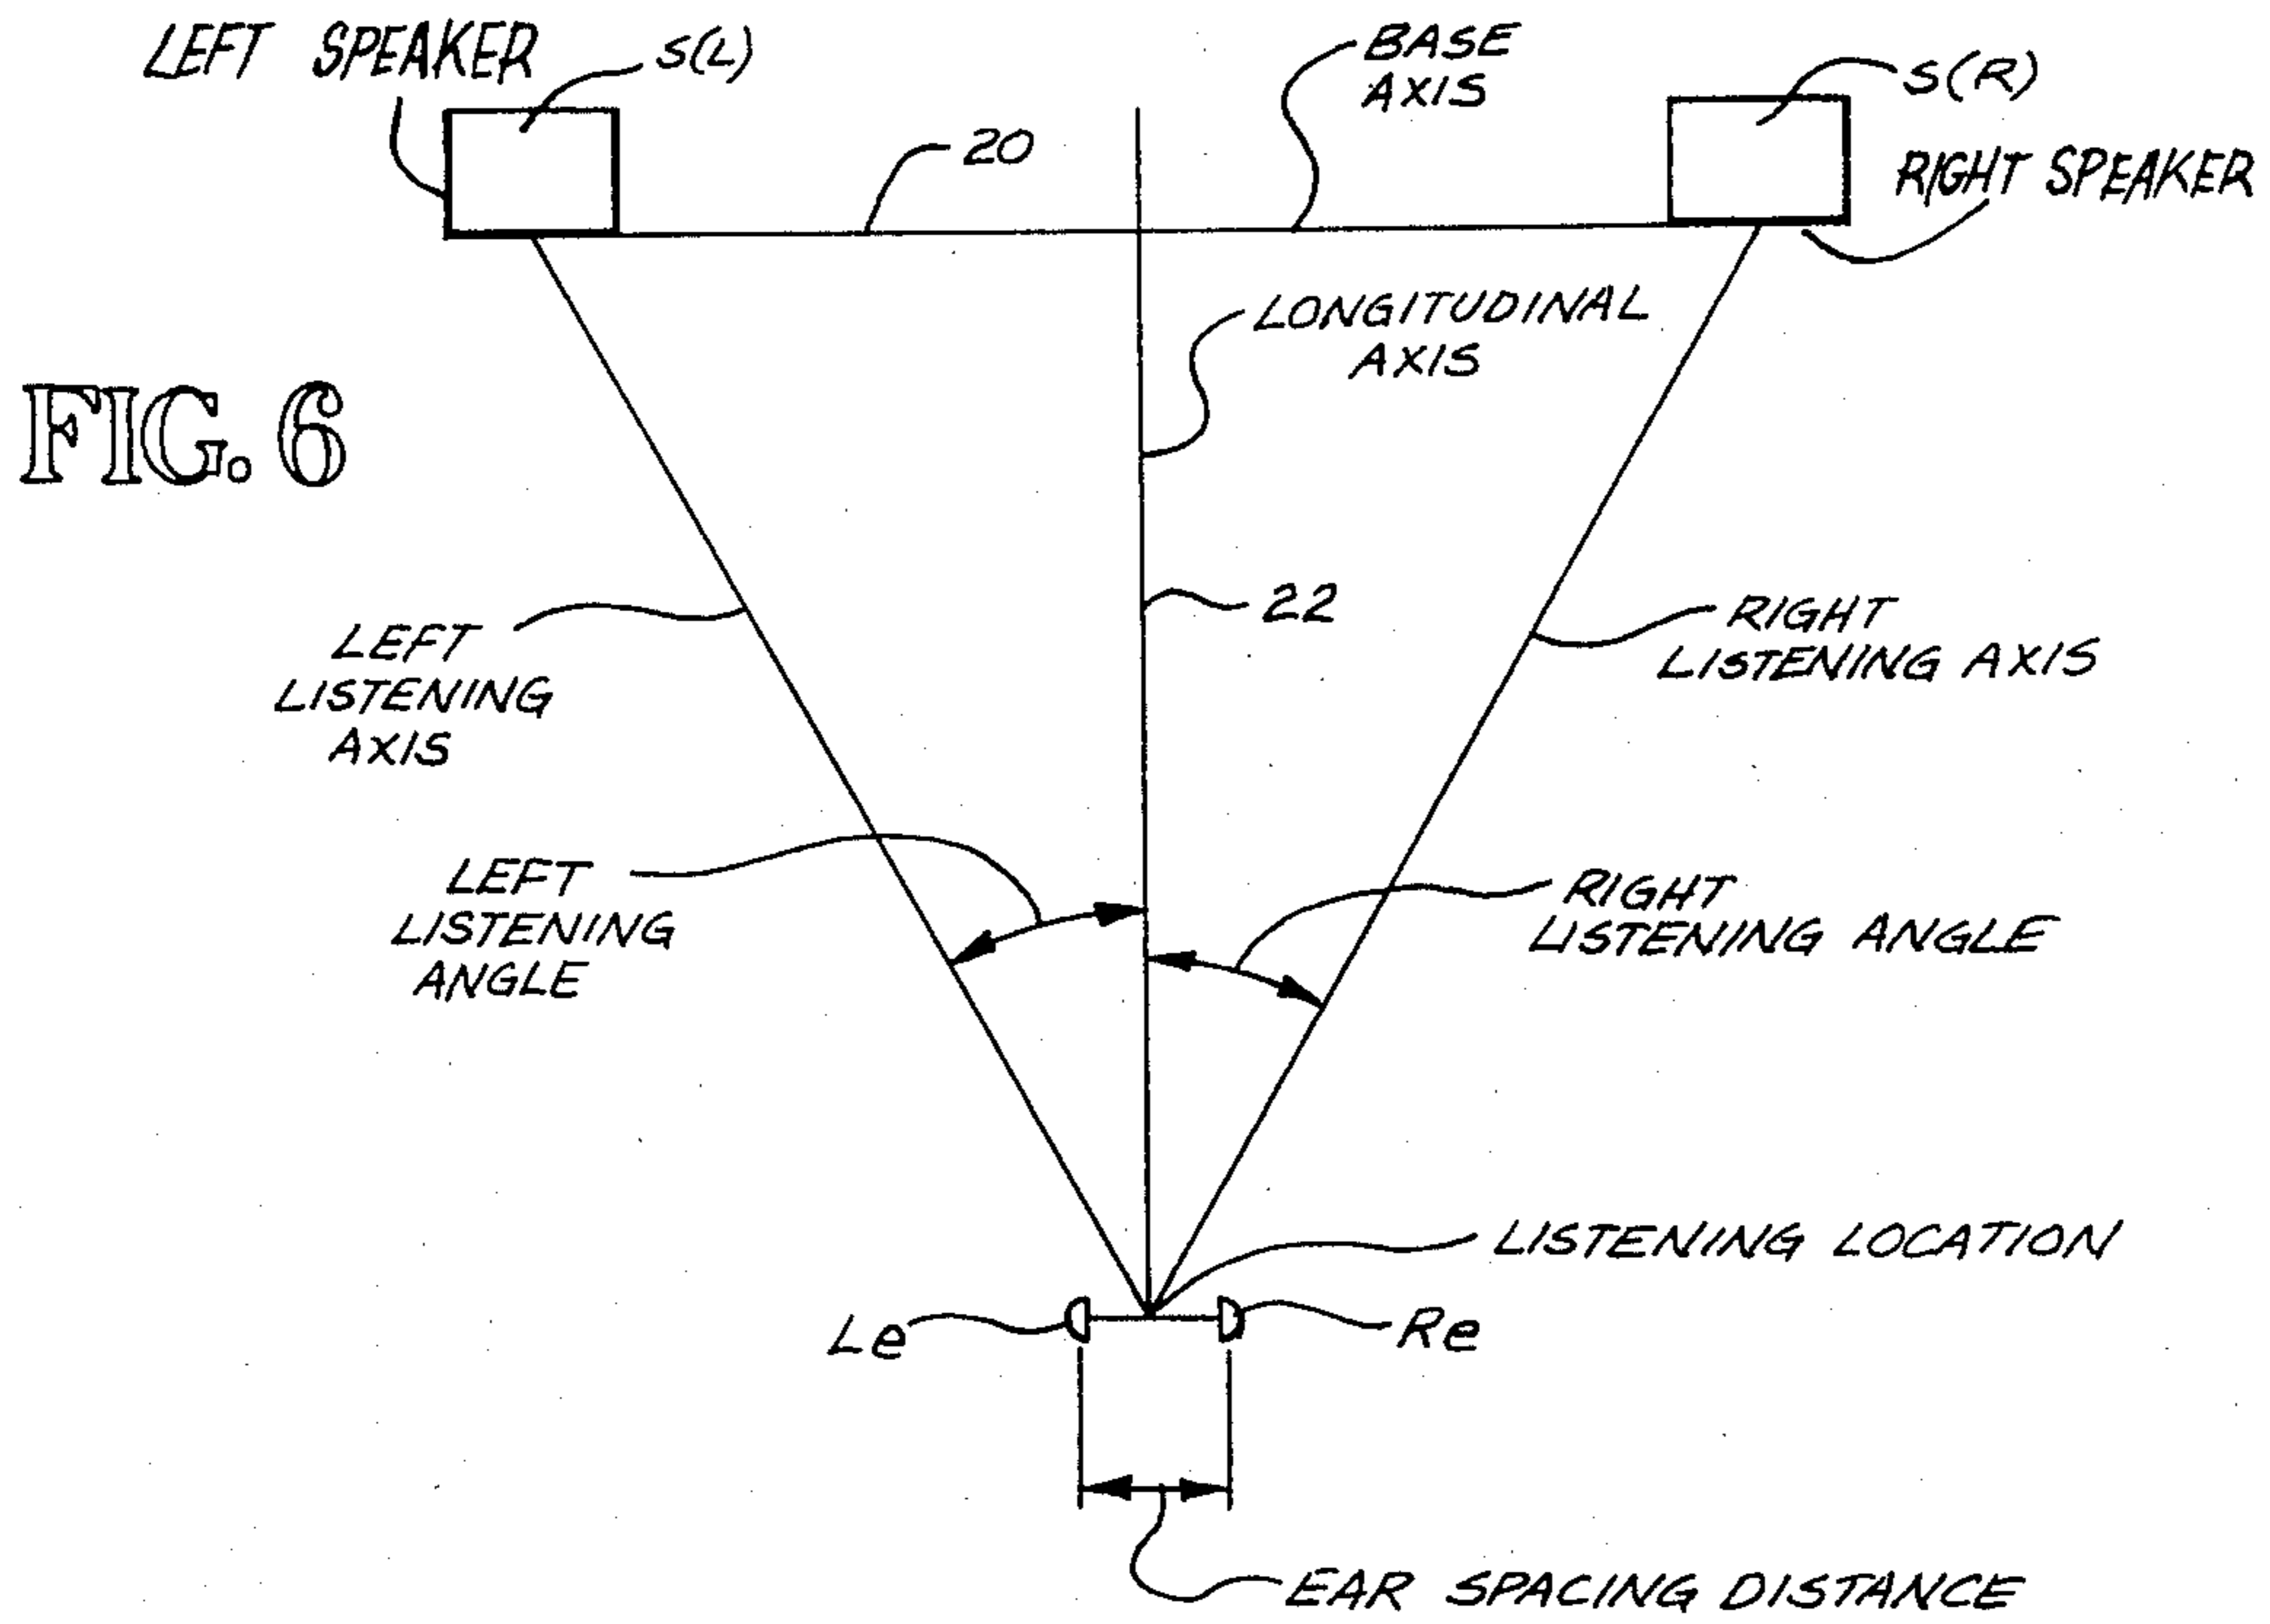 LEFT SPEAKER
S(L)
BASE
AXIS
S(R)
20
RIGHT SPEAKER
LONGITUDINAL
AXIS
FIG. 6
22
LEFT
LISTENING
AXIS
RIGHT
LISTENING AXIS
LEFT
LISTENING
ANGLE
RIGHT
LISTENING ANGLE
LISTENING LOCATION
Le
Re
EAR SPACING DISTANCE